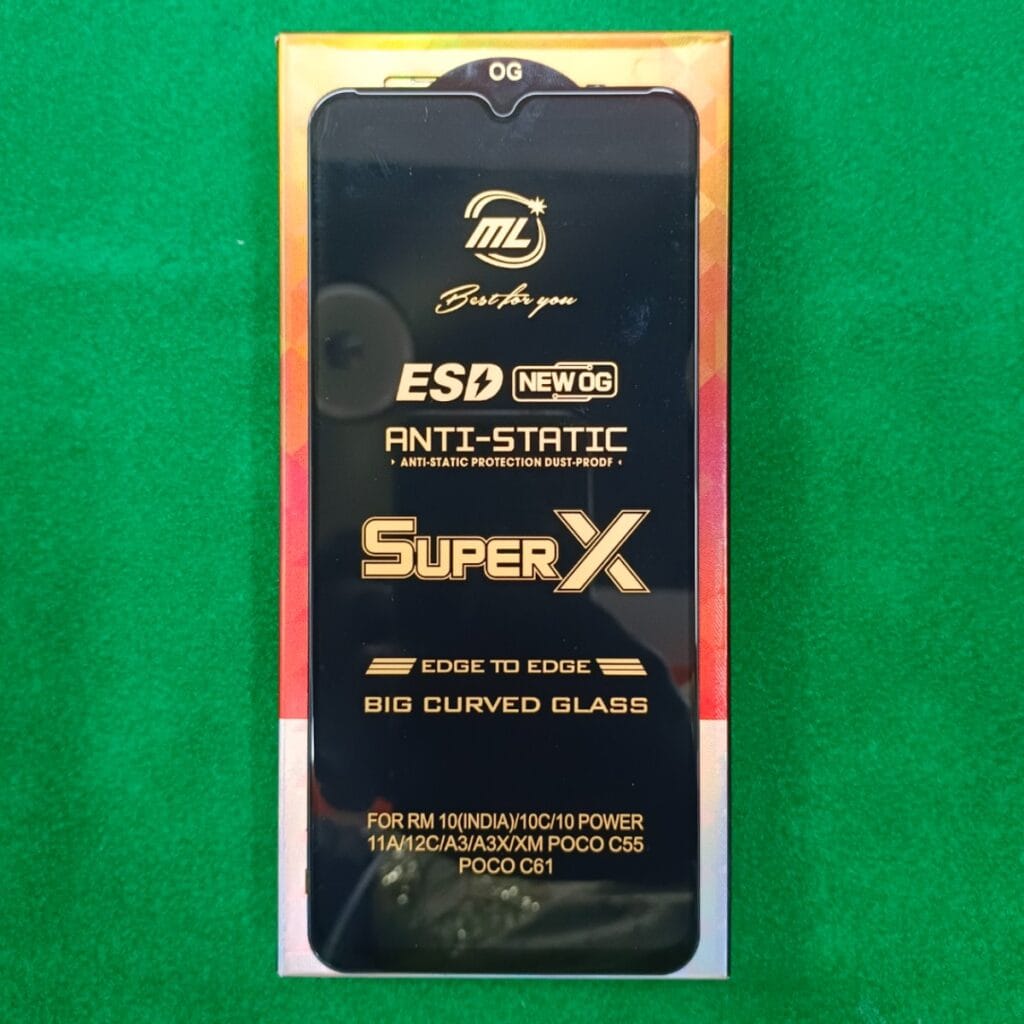 OG
ML
Best for you
ESD NEW OG
ANTI-STATIC
ANTI-STATIC PROTECTION DUST-PROOF
SUPER X
EDGE TO EDGE
BIG CURVED GLASS
FOR RM 10(INDIA)/10C/10 POWER
11A/12C/A3/A3X/XM POCO C55
POCO C61